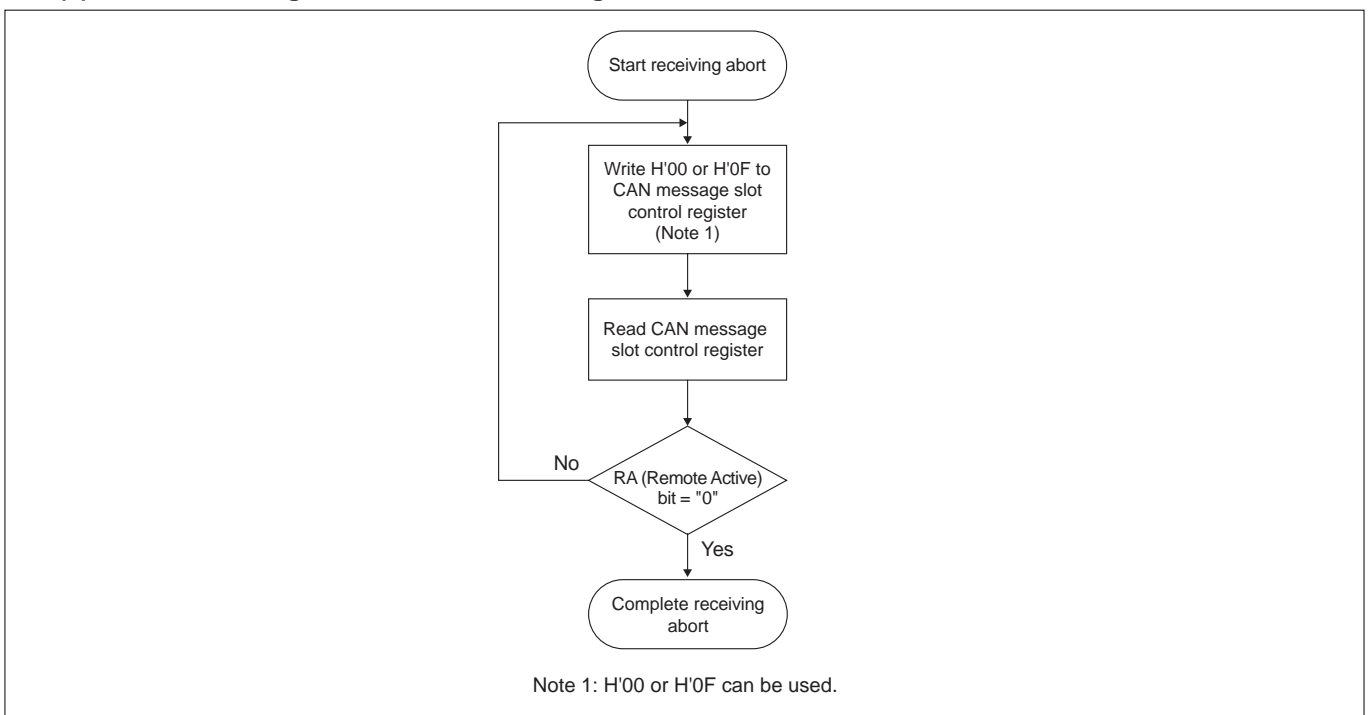 Start receiving abort
Write H'00 or H'0F to
CAN message slot
control register
(Note 1)
Read CAN message
slot control register
No
RA (Remote Active)
bit = "0"
Yes
Complete receiving
abort
Note 1: H'00 or H'0F can be used.